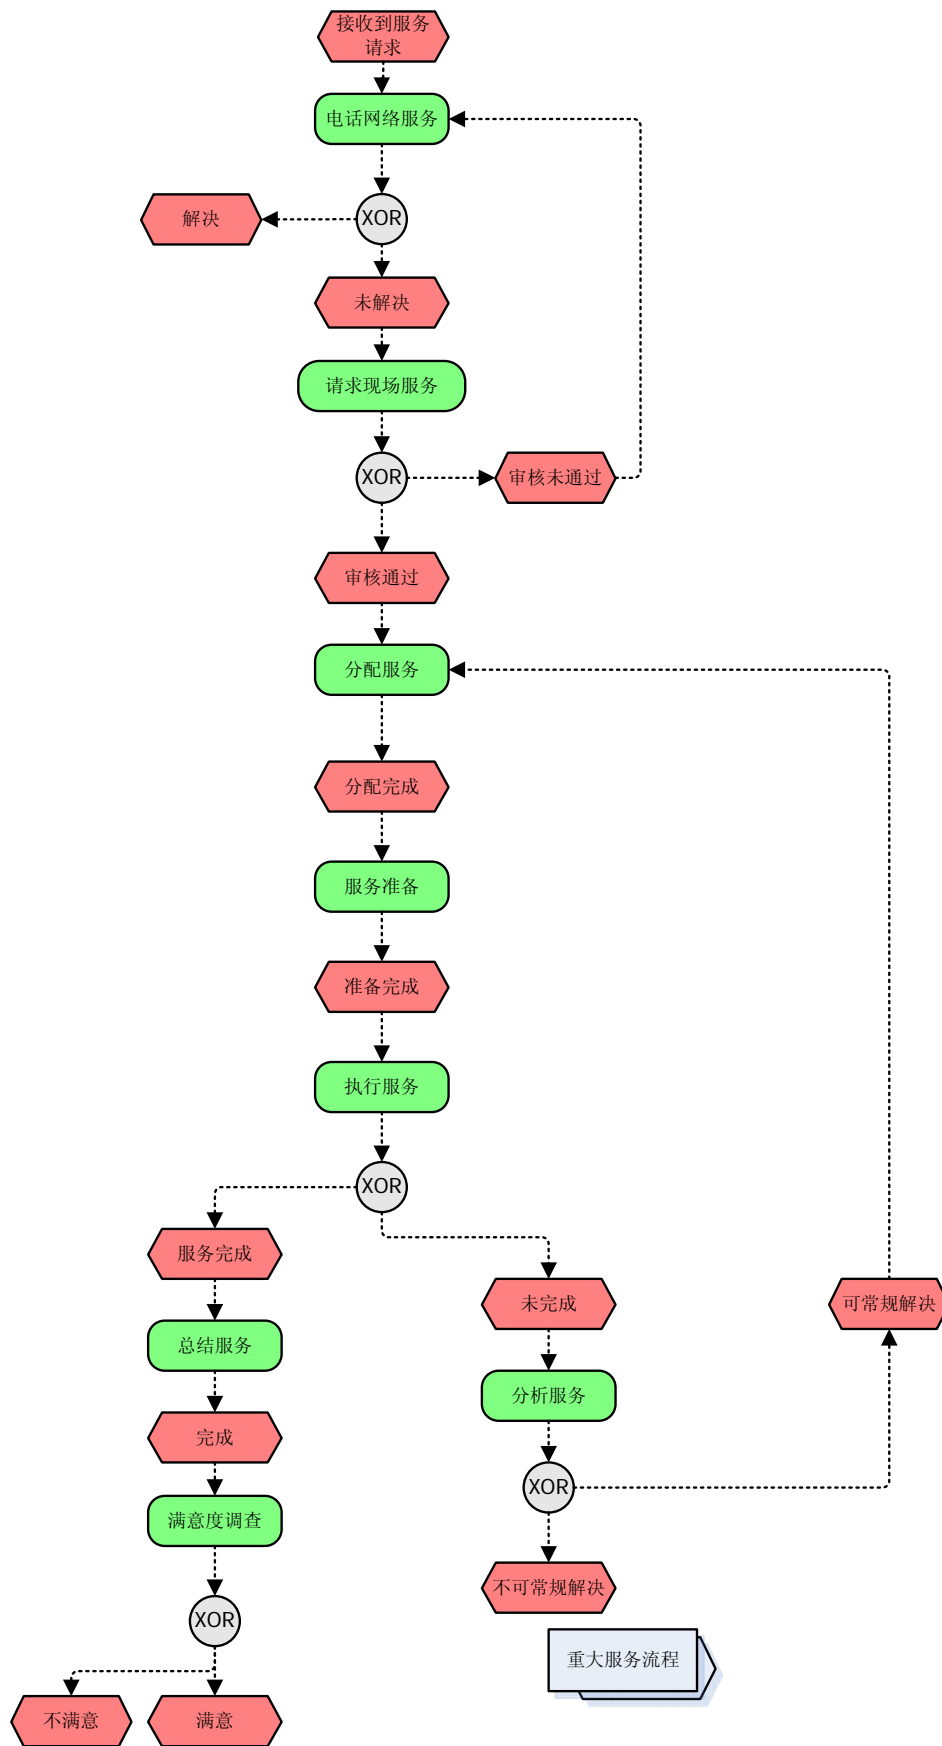 接收到服务
请求
电话网络服务
XOR
解决
未解决
请求现场服务
XOR
审核未通过
审核通过
分配服务
分配完成
服务准备
准备完成
执行服务
XOR
服务完成
未完成
可常规解决
总结服务
分析服务
完成
XOR
满意度调查
不可常规解决
XOR
重大服务流程
不满意
满意